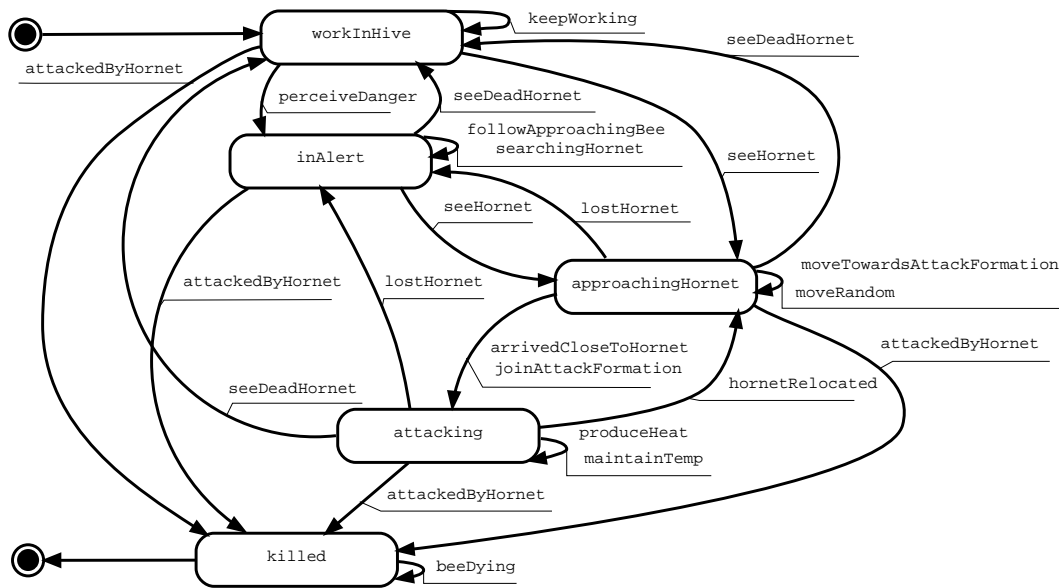 keepWorking
workInHive
seeDeadHornet
attackedByHornet
perceiveDanger
seeDeadHornet
followApproachingBee
searchingHornet
inAlert
seeHornet
seeHornet
lostHornet
moveTowardsAttackFormation
attackedByHornet
lostHornet
approachingHornet
moveRandom
arrivedCloseToHornet
attackedByHornet
joinAttackFormation
seeDeadHornet
hornetRelocated
attacking
produceHeat
maintainTemp
attackedByHornet
killed
beeDying